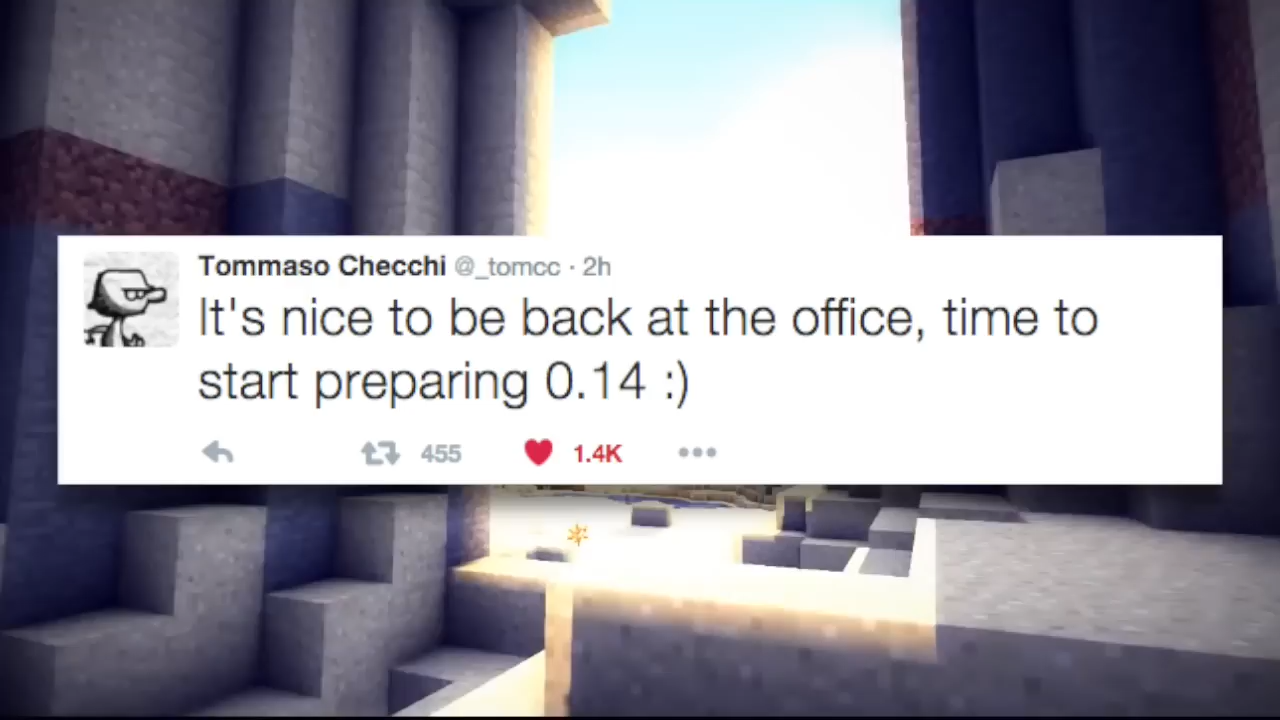 Tommaso Checchi @_tomcc · 2h
It's nice to be back at the office, time to
start preparing 0.14 :)
455 1.4K